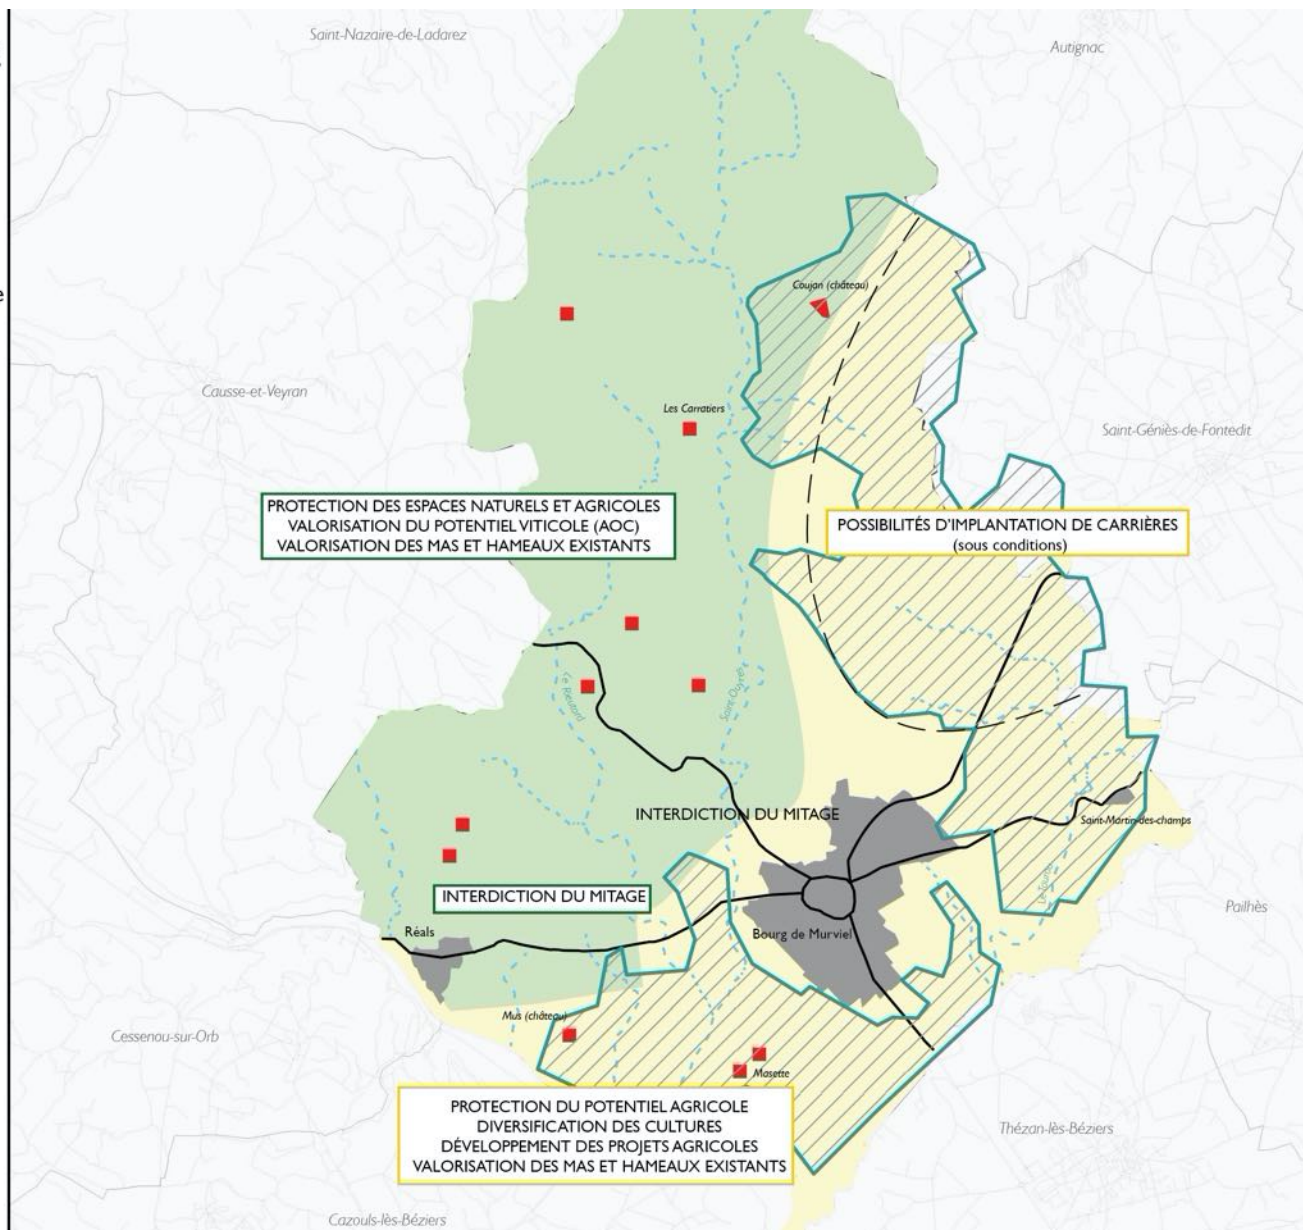 Saint-Nazaire-de-Ladarez
Autignac
e
Coujan (château)
Causse-et-Veyran
Les Carratiers
Saint-Géniès-de-Fontedit
PROTECTION DES ESPACES NATURELS ET AGRICOLES
VALORISATION DU POTENTIEL VITICOLE (AOC)
VALORISATION DES MAS ET HAMEAUX EXISTANTS
POSSIBILITÉS D'IMPLANTATION DE CARRIÈRES
(sous conditions)
Le Rieutord
Saint-Ouyres
INTERDICTION DU MITAGE
Saint-Martin-des-champs
INTERDICTION DU MITAGE
Pailhès
Réals
Bourg de Murviel
Mus (château)
Cessenou-sur-Orb
Masette
PROTECTION DU POTENTIEL AGRICOLE
DIVERSIFICATION DES CULTURES
DÉVELOPPEMENT DES PROJETS AGRICOLES
VALORISATION DES MAS ET HAMEAUX EXISTANTS
Thézan-lès-Béziers
Cazouls-lès-Béziers